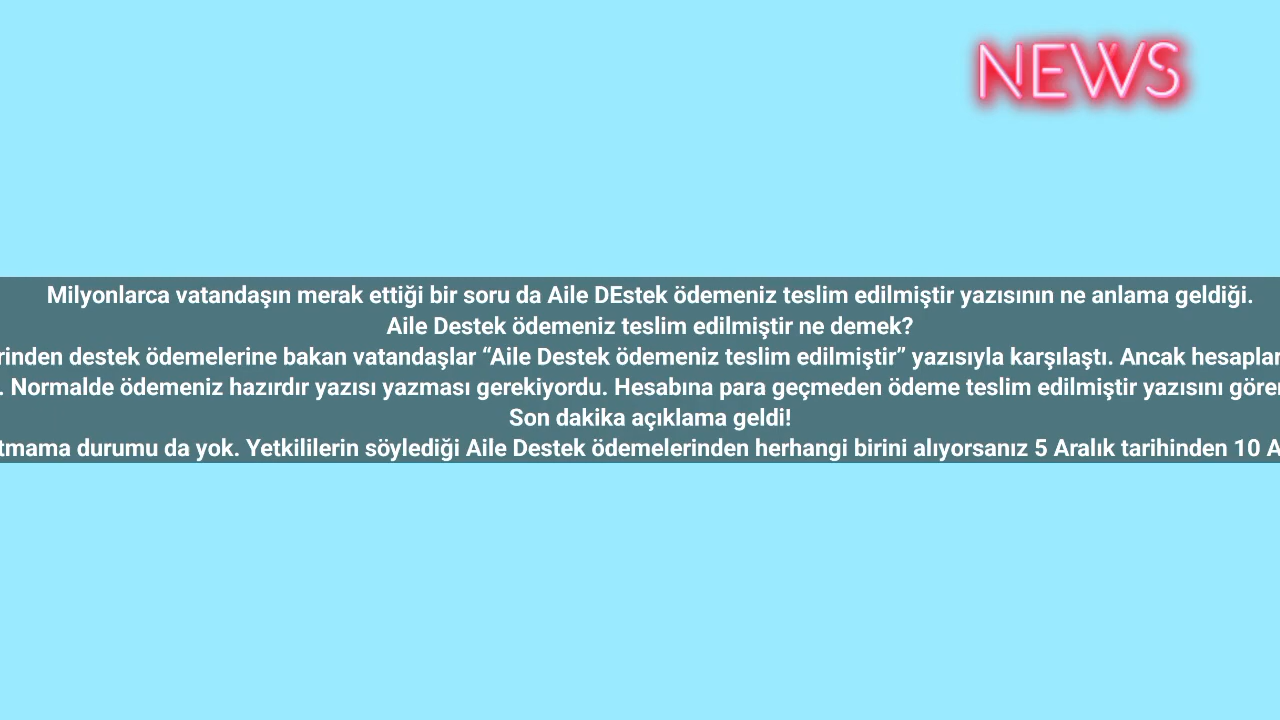 NEWS
Milyonlarca vatandaşın merak ettiği bir soru da Aile DEstek ödemeniz teslim edilmiştir yazısının ne anlama geldiği.
Aile Destek ödemeniz teslim edilmiştir ne demek?
rinden destek ödemelerine bakan vatandaşlar “Aile Destek ödemeniz teslim edilmiştir” yazısıyla karşılaştı. Ancak hesaplar
. Normalde ödemeniz hazırdır yazısı yazması gerekiyordu. Hesabına para geçmeden ödeme teslim edilmiştir yazısını gören
Son dakika açıklama geldi!
tmama durumu da yok. Yetkililerin söylediği Aile Destek ödemelerinden herhangi birini alıyorsanız 5 Aralık tarihinden 10 A